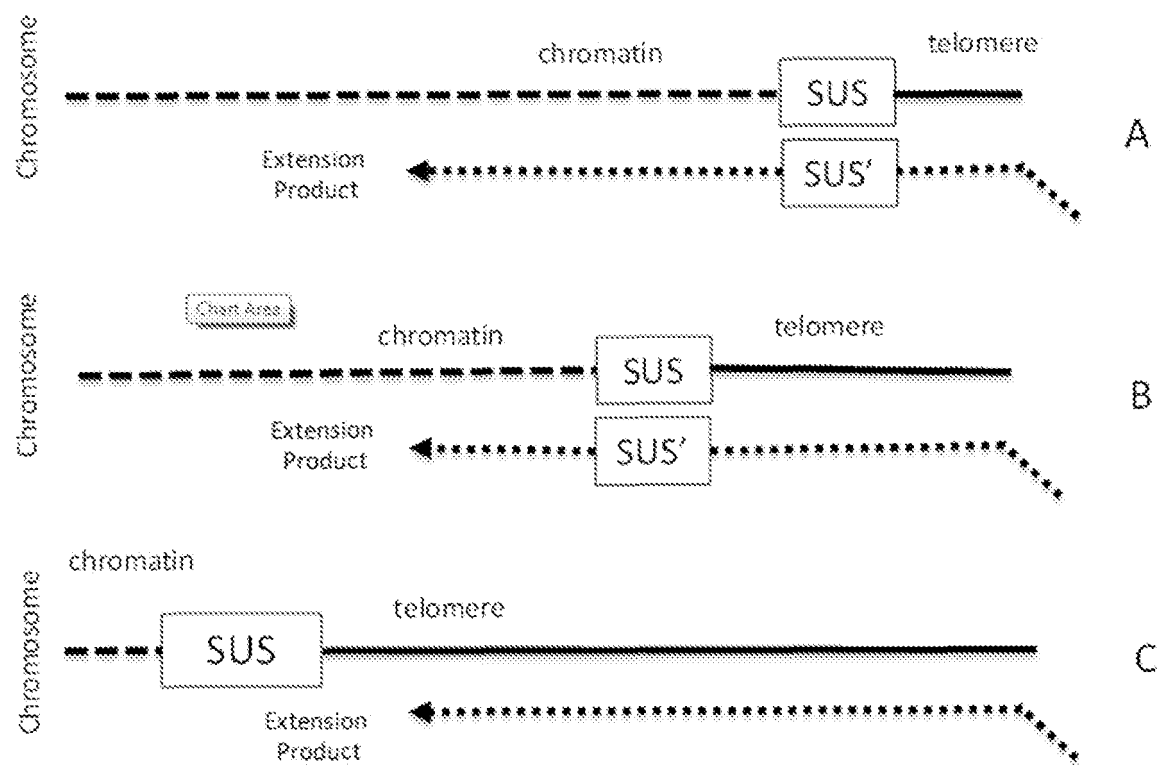 Chromosome
chromatin
telomere
SUS
A
Extension
Product
SUS’
Chromosome
Chart Area
chromatin
telomere
SUS
B
Extension
Product
SUS’
Chromosome
chromatin
telomere
SUS
C
Extension
Product